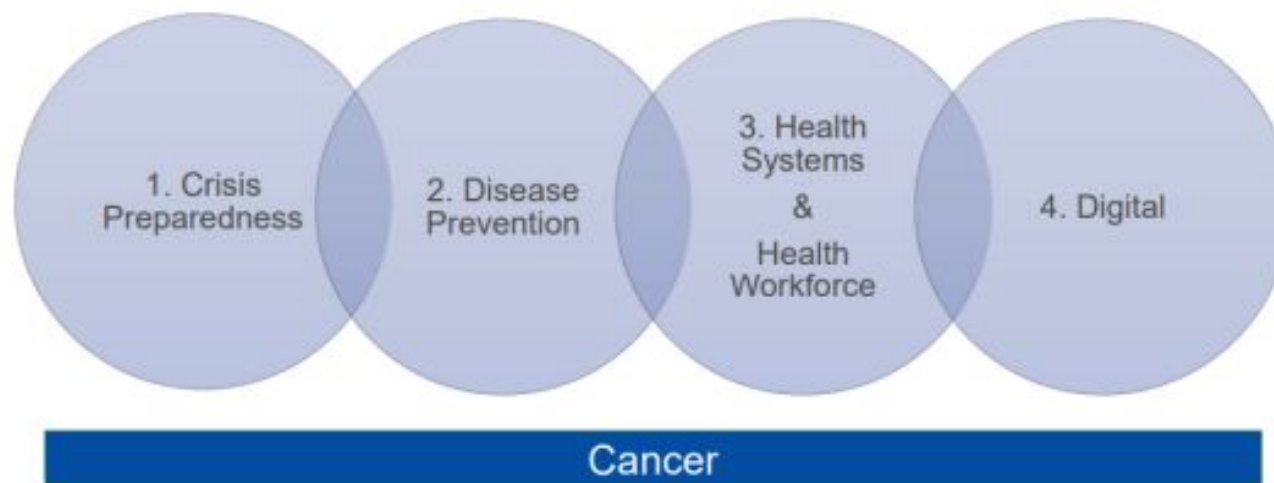 1. Crisis
Preparedness
2. Disease
Prevention
3. Health
Systems
&
Health
Workforce
4. Digital
Cancer